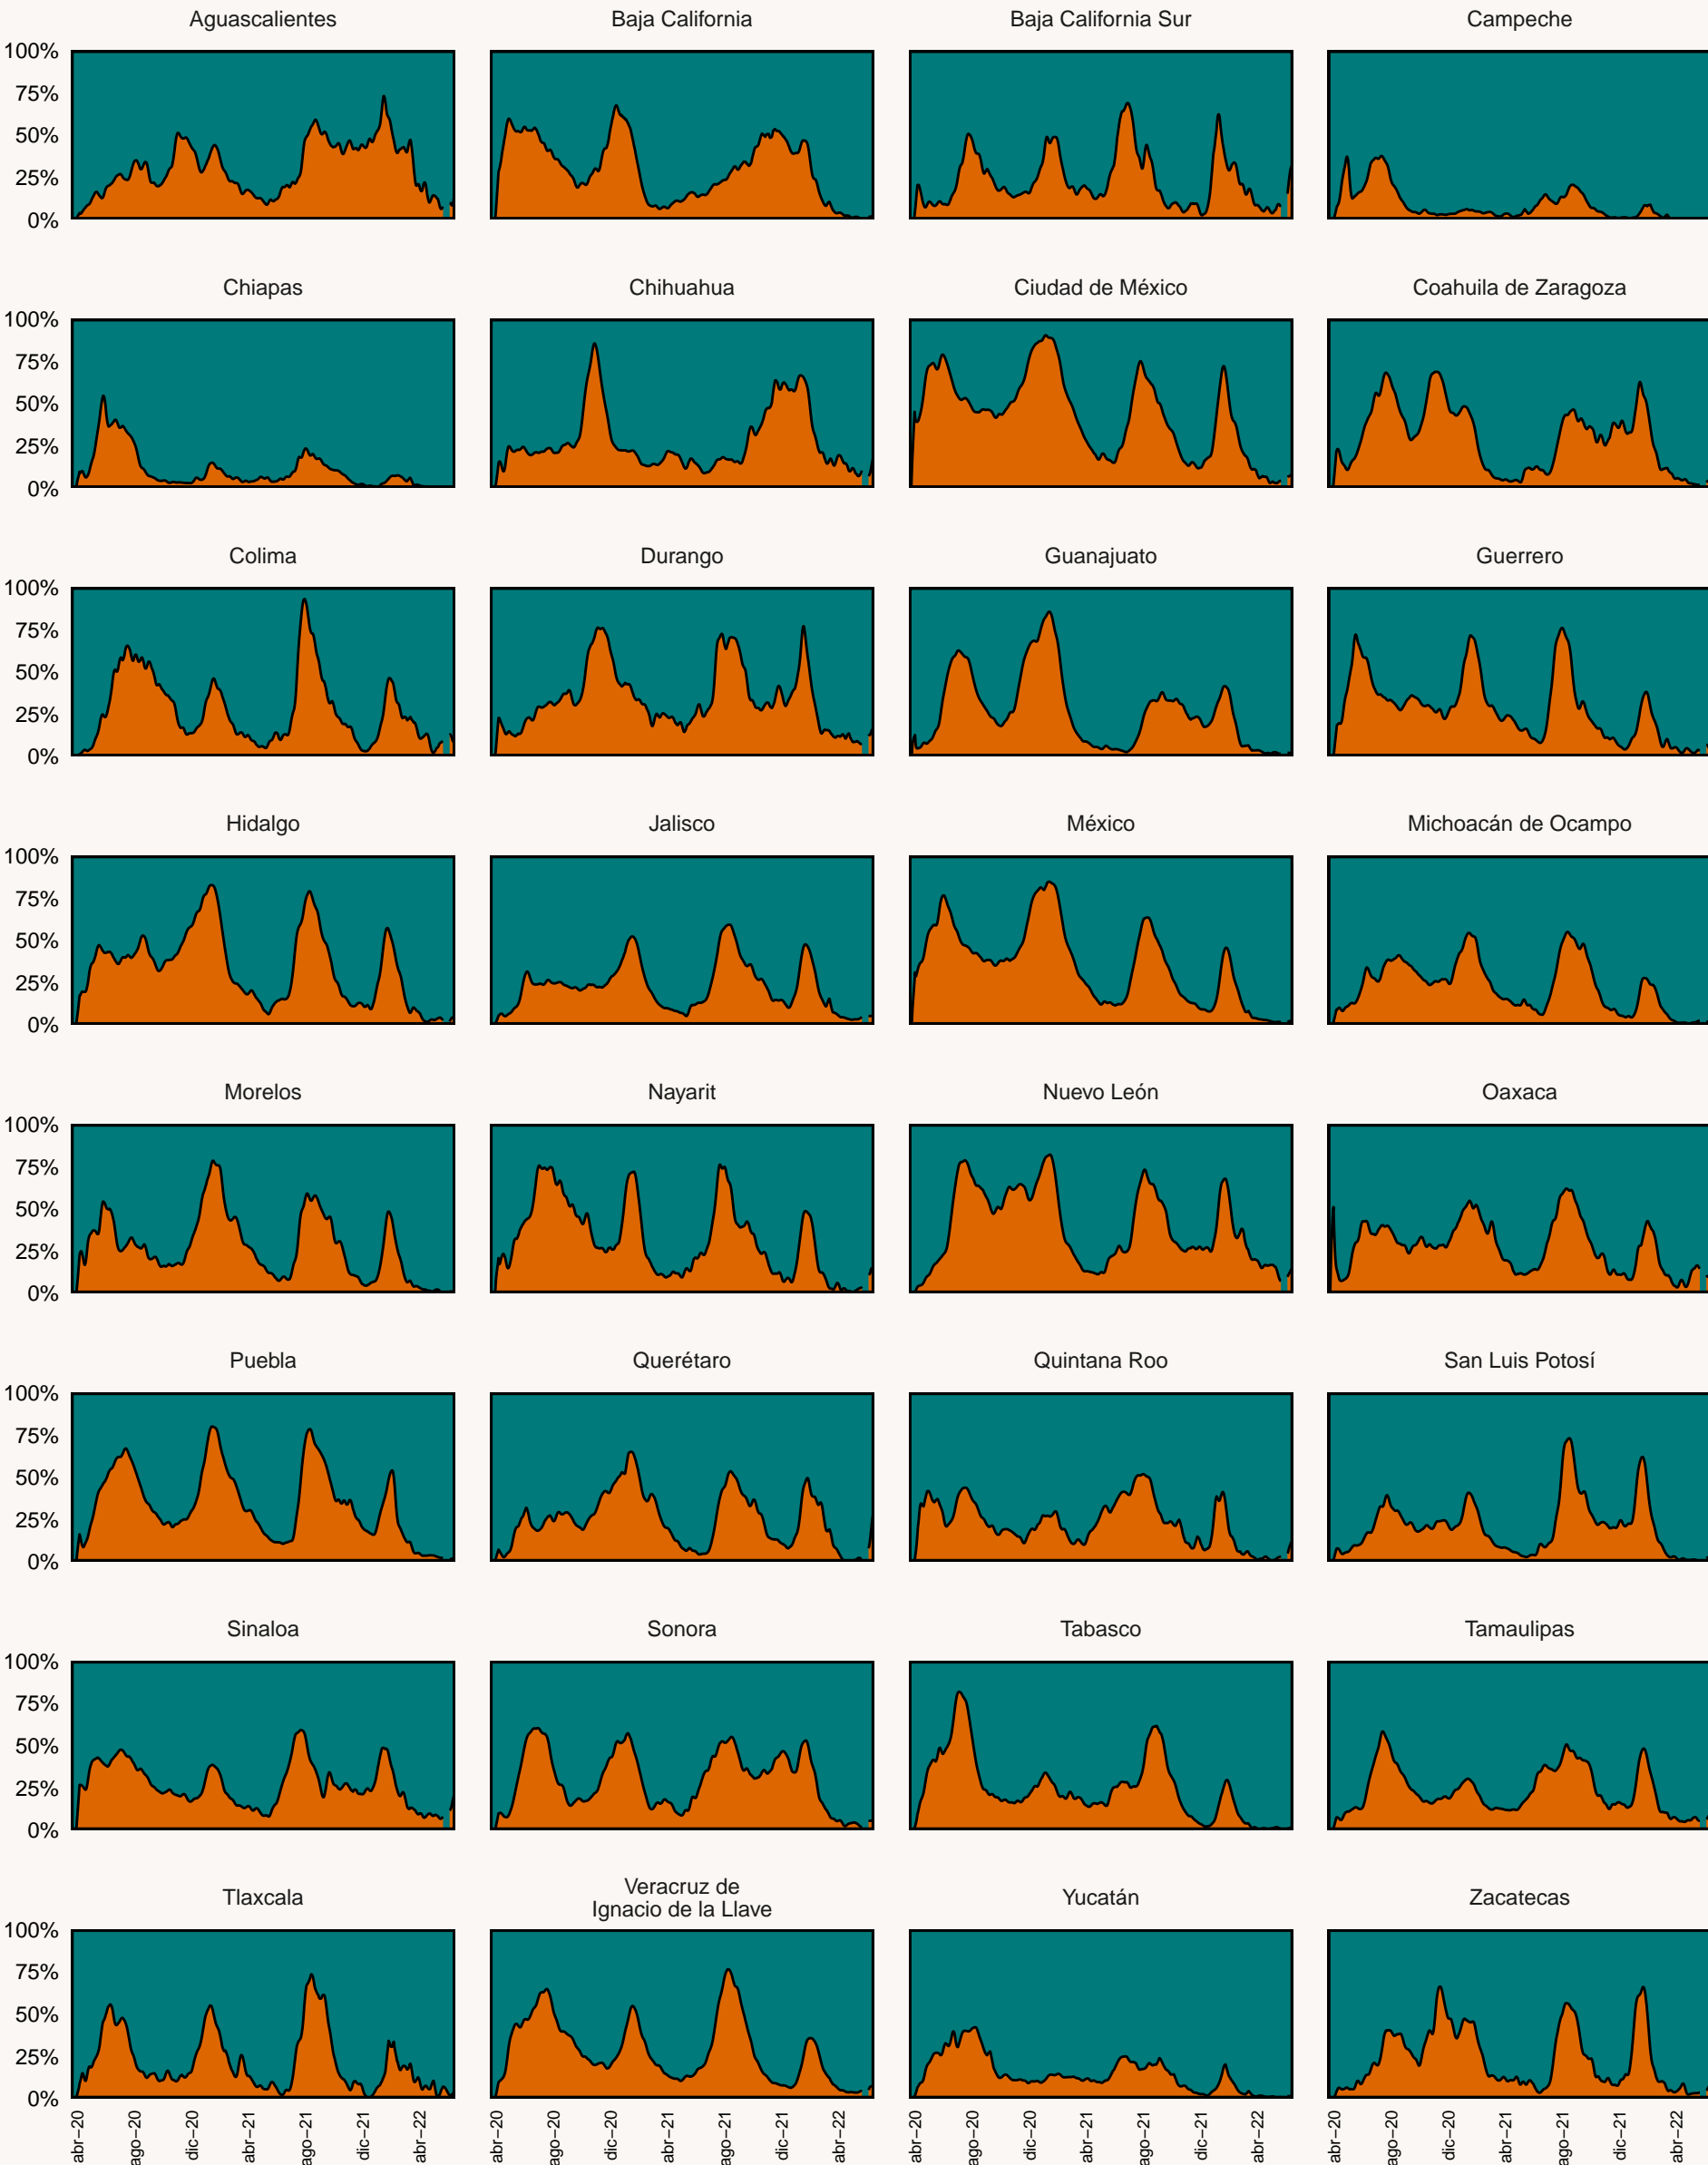 Aguascalientes
Baja California
Baja California Sur
Campeche
100%
75%
50%
25%
0%
Chiapas
Chihuahua
Ciudad de México
Coahuila de Zaragoza
100%
75%
50%
25%
0%
Colima
Durango
Guanajuato
Guerrero
100%
75%
50%
25%
0%
Hidalgo
Jalisco
México
Michoacán de Ocampo
100%
75%
50%
25%
0%
Morelos
Nayarit
Nuevo León
Oaxaca
100%
75%
50%
25%
0%
Puebla
Querétaro
Quintana Roo
San Luis Potosí
100%
75%
50%
25%
0%
Sinaloa
Sonora
Tabasco
Tamaulipas
100%
75%
50%
25%
0%
Tlaxcala
Veracruz de
Ignacio de la Llave
Yucatán
Zacatecas
100%
75%
50%
25%
0%
abr−20
ago−20
dic−20
abr−21
ago−21
dic−21
abr−22
abr−20
ago−20
dic−20
abr−21
ago−21
dic−21
abr−22
abr−20
ago−20
dic−20
abr−21
ago−21
dic−21
abr−22
abr−20
ago−20
dic−20
abr−21
ago−21
dic−21
abr−22